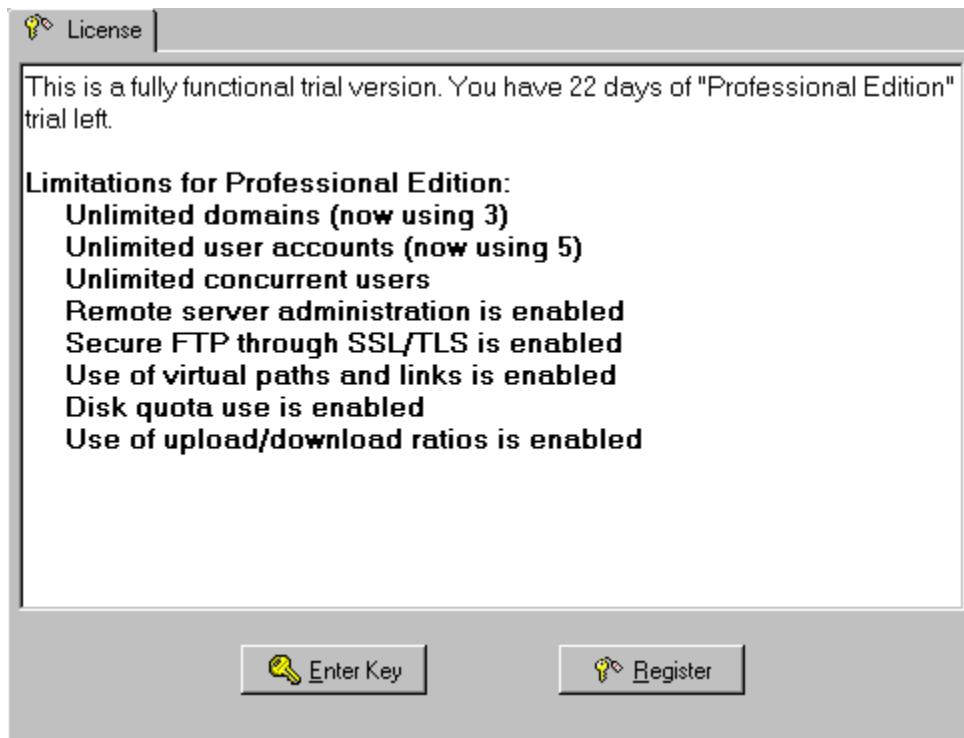 License
This is a fully functional trial version. You have 22 days of "Professional Edition"
trial left.
Limitations for Professional Edition:
Unlimited domains (now using 3)
Unlimited user accounts (now using 5)
Unlimited concurrent users
Remote server administration is enabled
Secure FTP through SSL/TLS is enabled
Use of virtual paths and links is enabled
Disk quota use is enabled
Use of upload/download ratios is enabled
Enter Key
Register